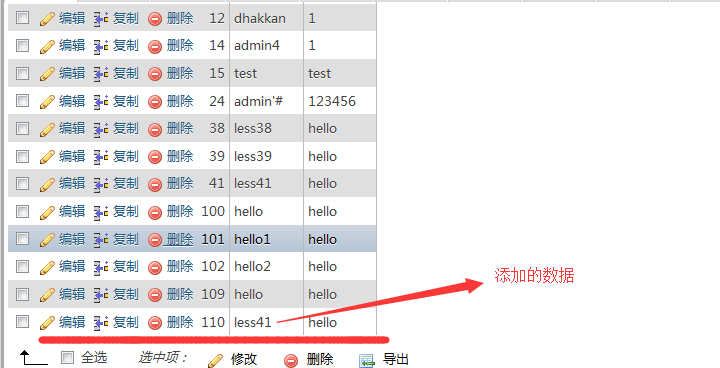 编辑 复制 删除 12 dhakkan 1
编辑 复制 删除 14 admin4 1
编辑 复制 删除 15 test test
编辑 复制 删除 24 admin'# 123456
编辑 复制 删除 38 less38 hello
编辑 复制 删除 39 less39 hello
编辑 复制 删除 41 less41 hello
编辑 复制 删除 100 hello hello
编辑 复制 删除 101 hello1 hello
编辑 复制 删除 102 hello2 hello
添加的数据
编辑 复制 删除 109 hello hello
编辑 复制 删除 110 less41 hello
全选 选中项： 修改 删除 导出